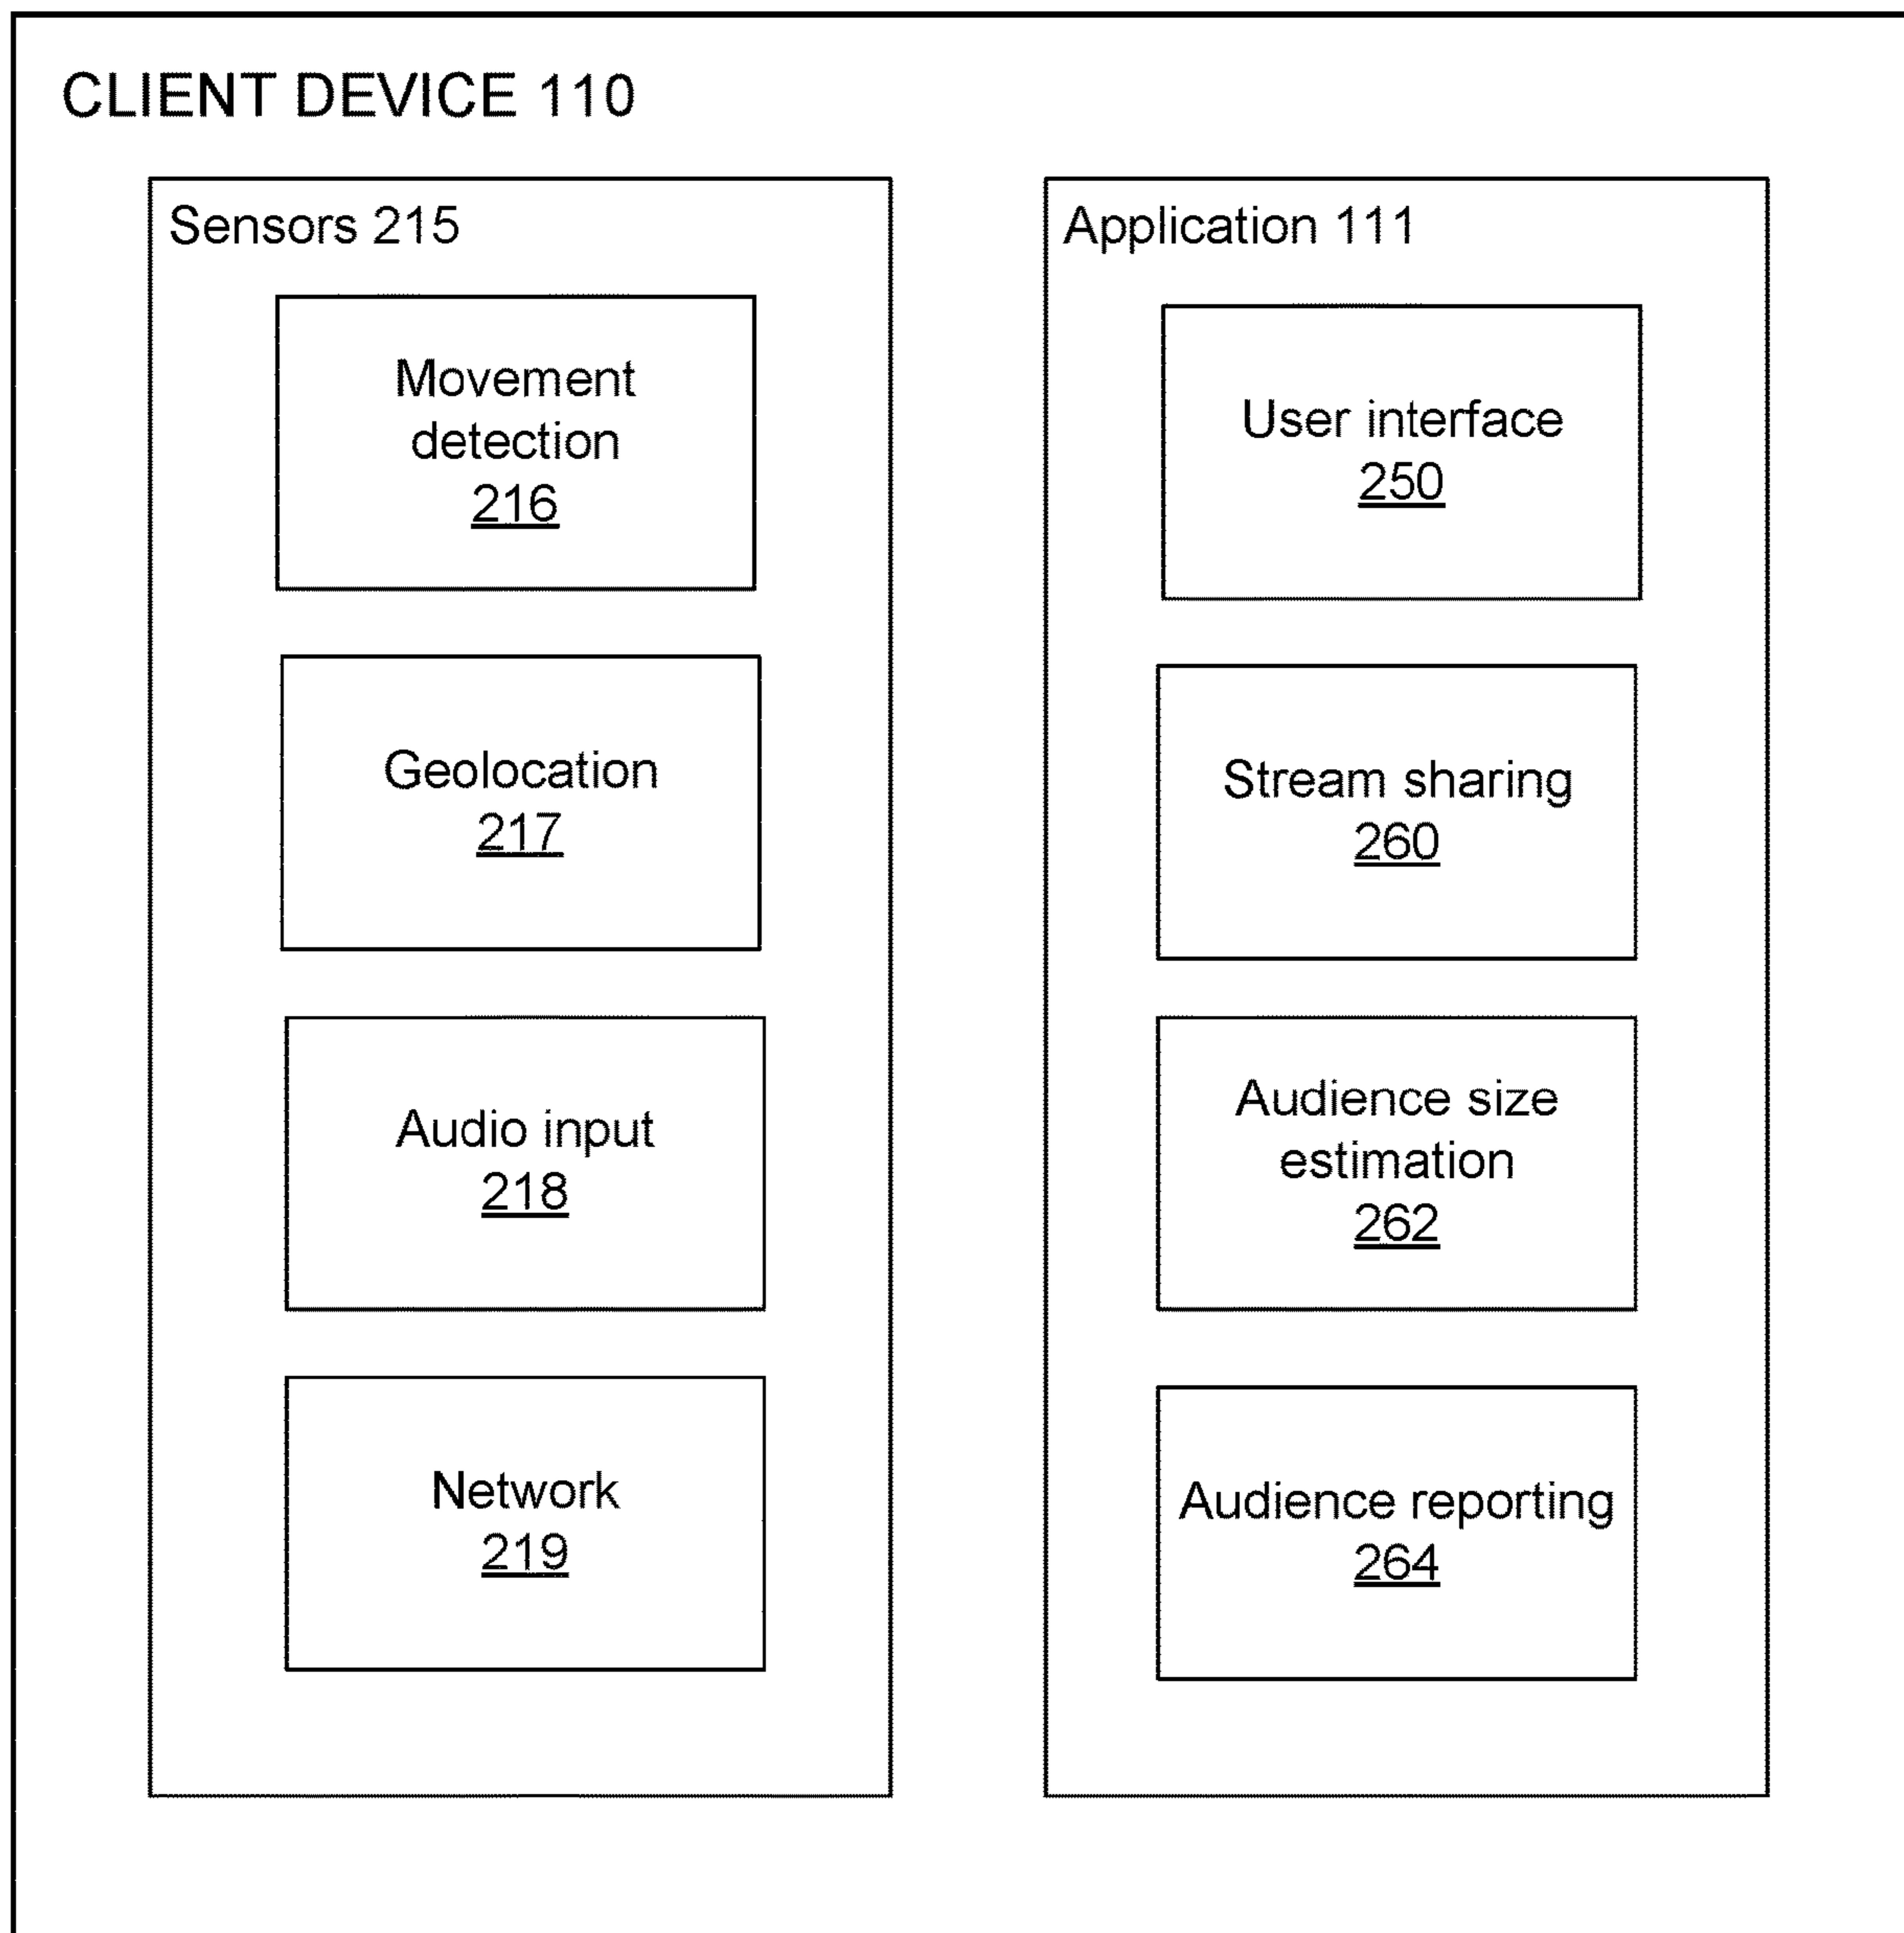 CLIENT DEVICE 110
Sensors 215
Movement
detection
216
Geolocation
217
Audio input
218
Network
219
Application 111
User interface
250
Stream sharing
260
Audience size
estimation
262
Audience reporting
264